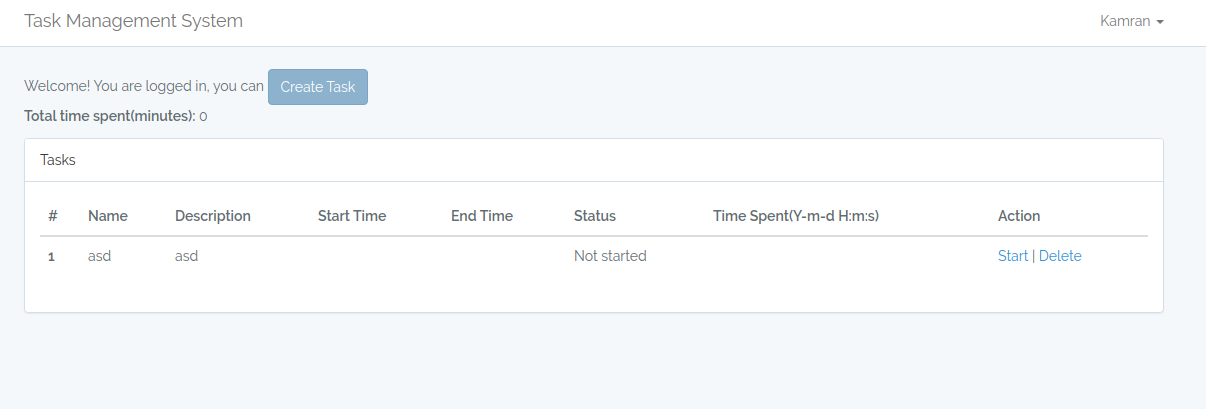 Task Management System Kamran
Welcome! You are logged in, you can Create Task
Total time spent(minutes): 0
Tasks
# Name Description Start Time End Time Status Time Spent(Y-m-d H:m:s) Action
1 asd asd Not started Start | Delete